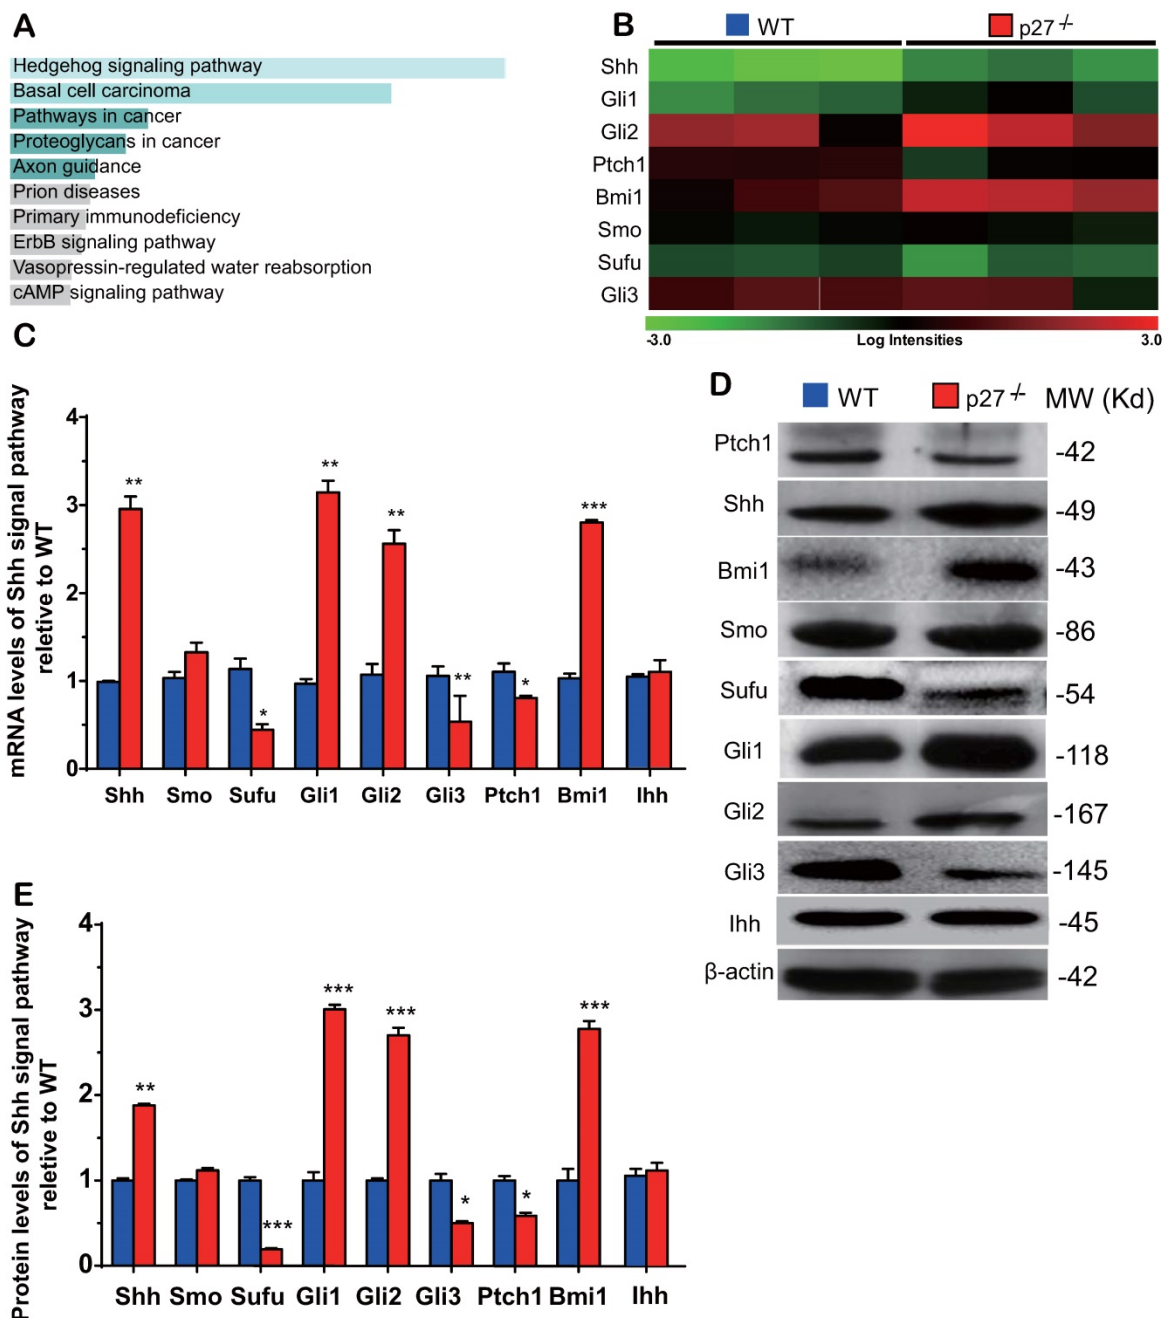 A
Hedgehog signaling pathway
Basal cell carcinoma
Pathways in cancer
Proteoglycans in cancer
Axon guidance
Prion diseases
Primary immunodeficiency
ErbB signaling pathway
Vasopressin-regulated water reabsorption
cAMP signaling pathway
B
WT p27 -/-
Shh
Gli1
Gli2
Ptch1
Bmi1
Smo
Sufu
Gli3
-3.0 Log Intensities 3.0
C
mRNA levels of Shh signal pathway
reletive to WT
4
3
2
1
0
** * ** ** ** * ***
Shh Smo Sufu Gli1 Gli2 Gli3 Ptch1 Bmi1 Ihh
D
WT p27 -/- MW (Kd)
Ptch1 -42
Shh -49
Bmi1 -43
Smo -86
Sufu -54
Gli1 -118
Gli2 -167
Gli3 -145
Ihh -45
β-actin -42
E
Protein levels of Shh signal pathway
reletive to WT
4
3
2
1
0
** *** *** *** * * ***
Shh Smo Sufu Gli1 Gli2 Gli3 Ptch1 Bmi1 Ihh